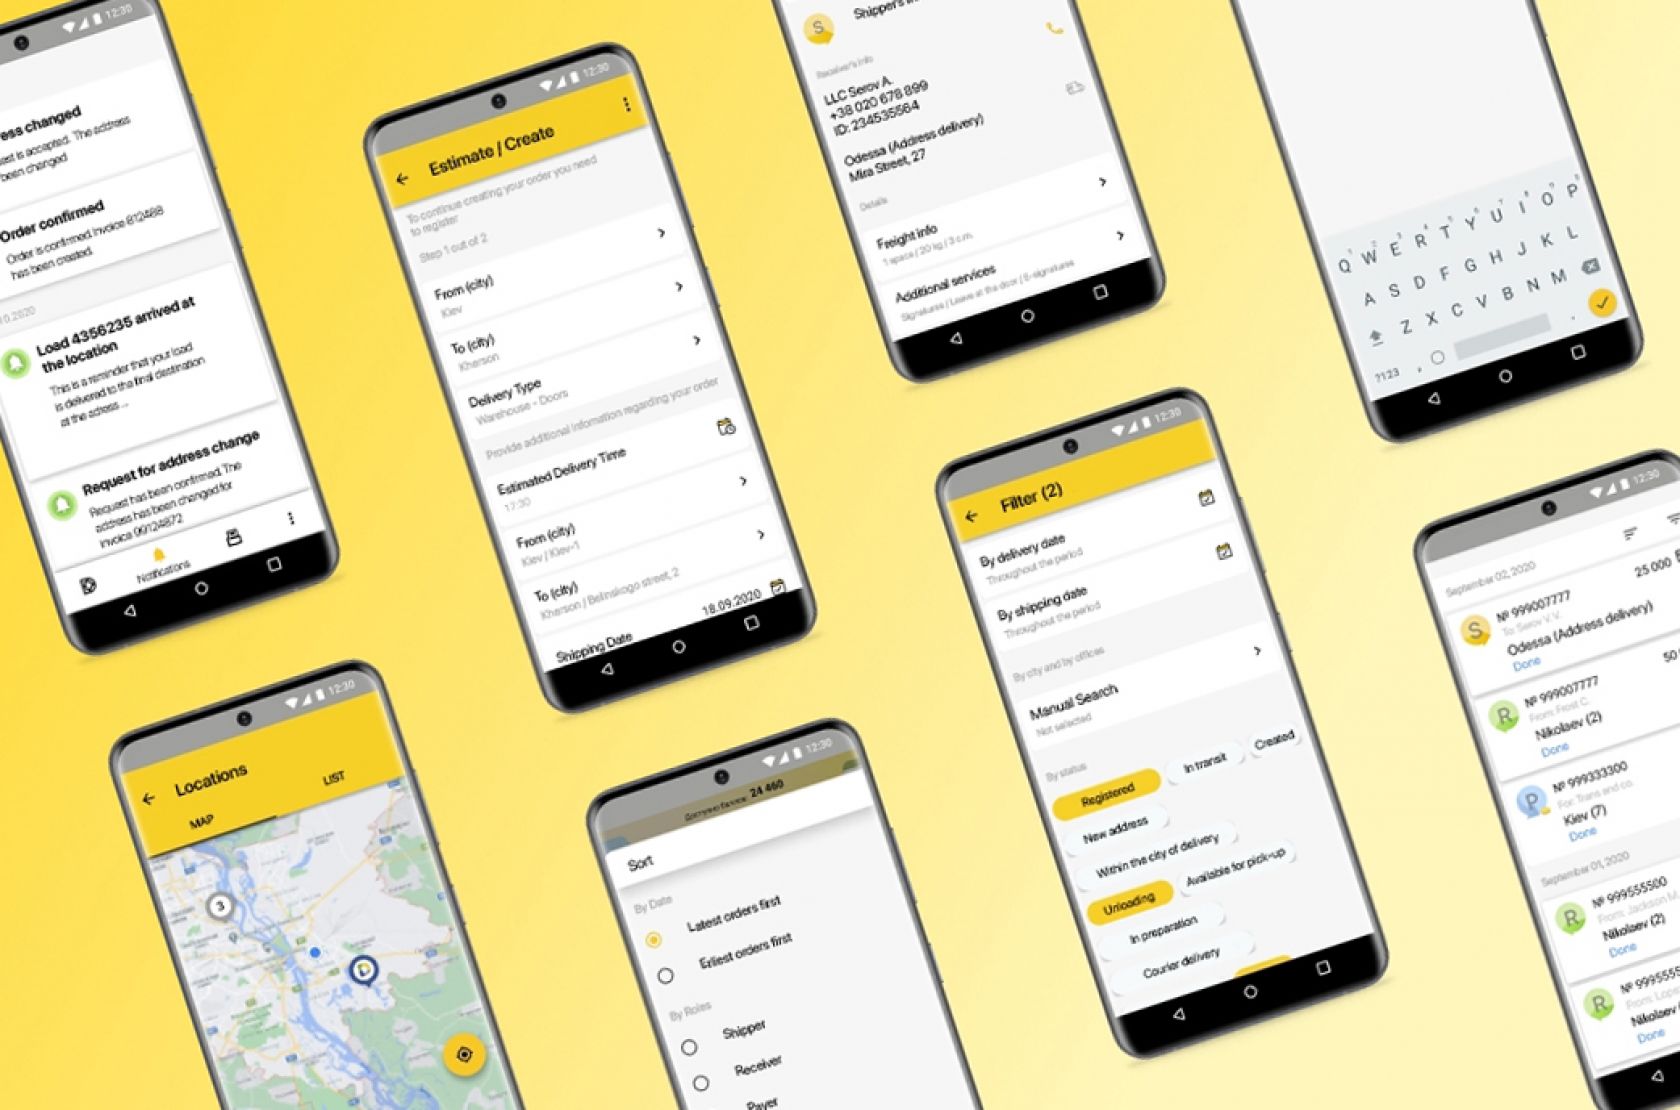 12:30
ess changed
est is accepted. The address
been changed
Order confirmed
Order is confirmed. Invoice 812488
has been created.
10.2020
Load 4356235 arrived at
the location
This is a reminder that your load
is delivered to the final destination
at the adress ...
Request for address change
Request has been confirmed. The
address has been changed for
invoice 99124872
Notifications
12:30
Estimate / Create
To continue creating your order you need
to register
Step 1 out of 2
From (city)
Kiev
To (city)
Kherson
Delivery Type
Warehouse - Doors
Provide additional information regarding your order
Estimated Delivery Time
17:30
From (city)
Kiev / Kiev-1
To (city)
Kherson / Belinskogo street, 2
Shipping Date
18.09.2020
S
Shipper's in
Receiver's info
LLC Serov A.
+38 020 678 899
ID: 234535564
Odessa (Address delivery)
Mira Street, 27
Details
Freight info
1 space / 20 kg / 3 c.m.
Additional services
Signatures / Leave at the door / E-signatures
Q W E R T Y U I O P
A S D F G H J K L
Z X C V B N M
?123 , .
12:30
Locations
MAP
LIST
3
12:30
24 460
Sort
By Date
Latest orders first
Erliest orders first
By Roles
Shipper
Receiver
Payer
12:30
Filter (2)
By delivery date
Throughout the period
By shipping date
Throughout the period
By city and by offices
Manual Search
Not selected
By status
Registered
In transit
Created
New address
Within the city of delivery
Unloading
Available for pick-up
In preparation
Courier delivery
12:30
September 02, 2020
25 000
S
№ 999007777
To: Serov V.V.
Odessa (Address delivery)
Done
50
R
№ 999007777
From: Frost C.
Nikolaev (2)
Done
P
№ 999333300
For: Trans and co.
Kiev (7)
Done
September 01, 2020
R
№ 999555500
From: Jackson M.
Nikolaev (2)
Done
R
№ 9995555
From: Lope
Nikolaev
Done